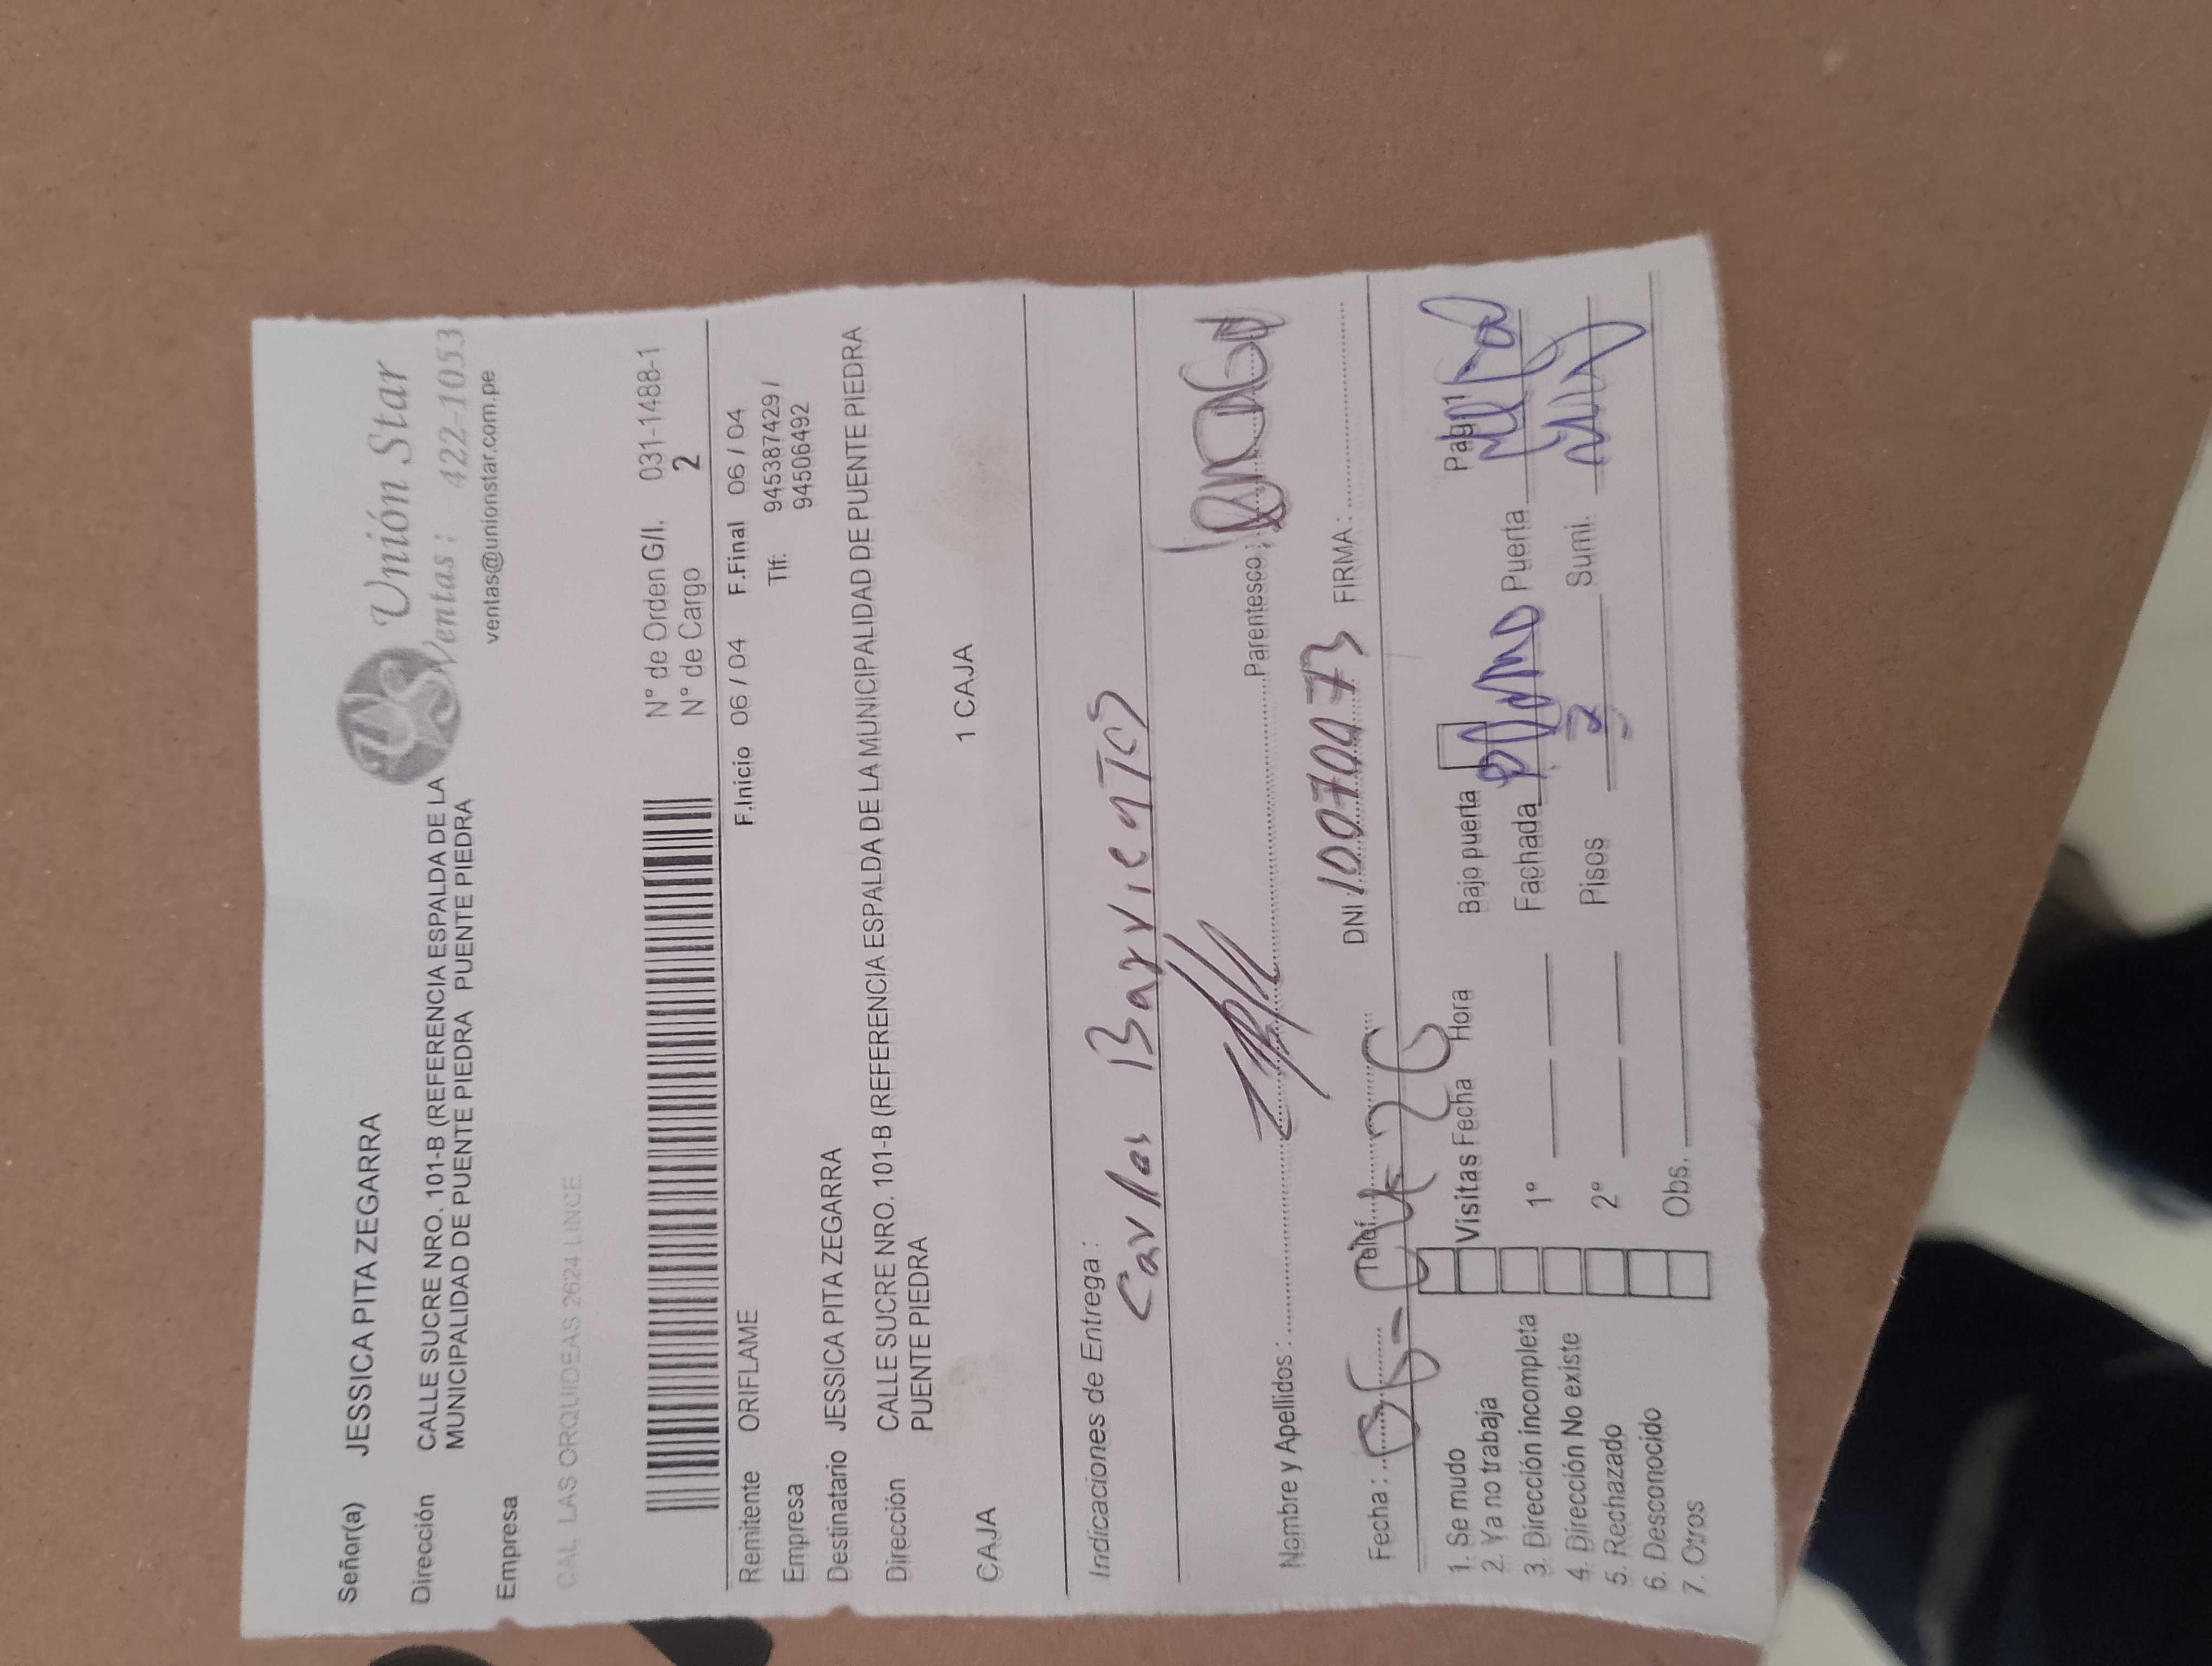 Unión Star
Ventas : 422-1053
ventas@unionstar.com.pe
Señor(a) JESSICA PITA ZEGARRA
Dirección CALLE SUCRE NRO. 101-B (REFERENCIA ESPALDA DE LA
MUNICIPALIDAD DE PUENTE PIEDRA PUENTE PIEDRA
Empresa
CAL LAS ORQUIDEAS 2624 LINCE
N° de Orden G/I. 031-1488-1
N° de Cargo 2
F.Inicio 06 / 04 F.Final 06 / 04
Remitente ORIFLAME
Tlf: 945387429 /
94506492
Empresa
Destinatario JESSICA PITA ZEGARRA
Dirección CALLE SUCRE NRO. 101-B (REFERENCIA ESPALDA DE LA MUNICIPALIDAD DE PUENTE PIEDRA
PUENTE PIEDRA
1 CAJA
CAJA
Indicaciones de Entrega :
Carlos Barrientos
Nombre y Apellidos : Parentesco :
Fecha : Telef. DNI : FIRMA :
1. Se mudo
2. Ya no trabaja
3. Dirección incompleta
4. Dirección No existe
5. Rechazado
6. Desconocido
7. Otros
Visitas Fecha Hora
1°
2°
Obs.
Bajo puerta
Fachada Puerta
Pisos 2 Sumi.